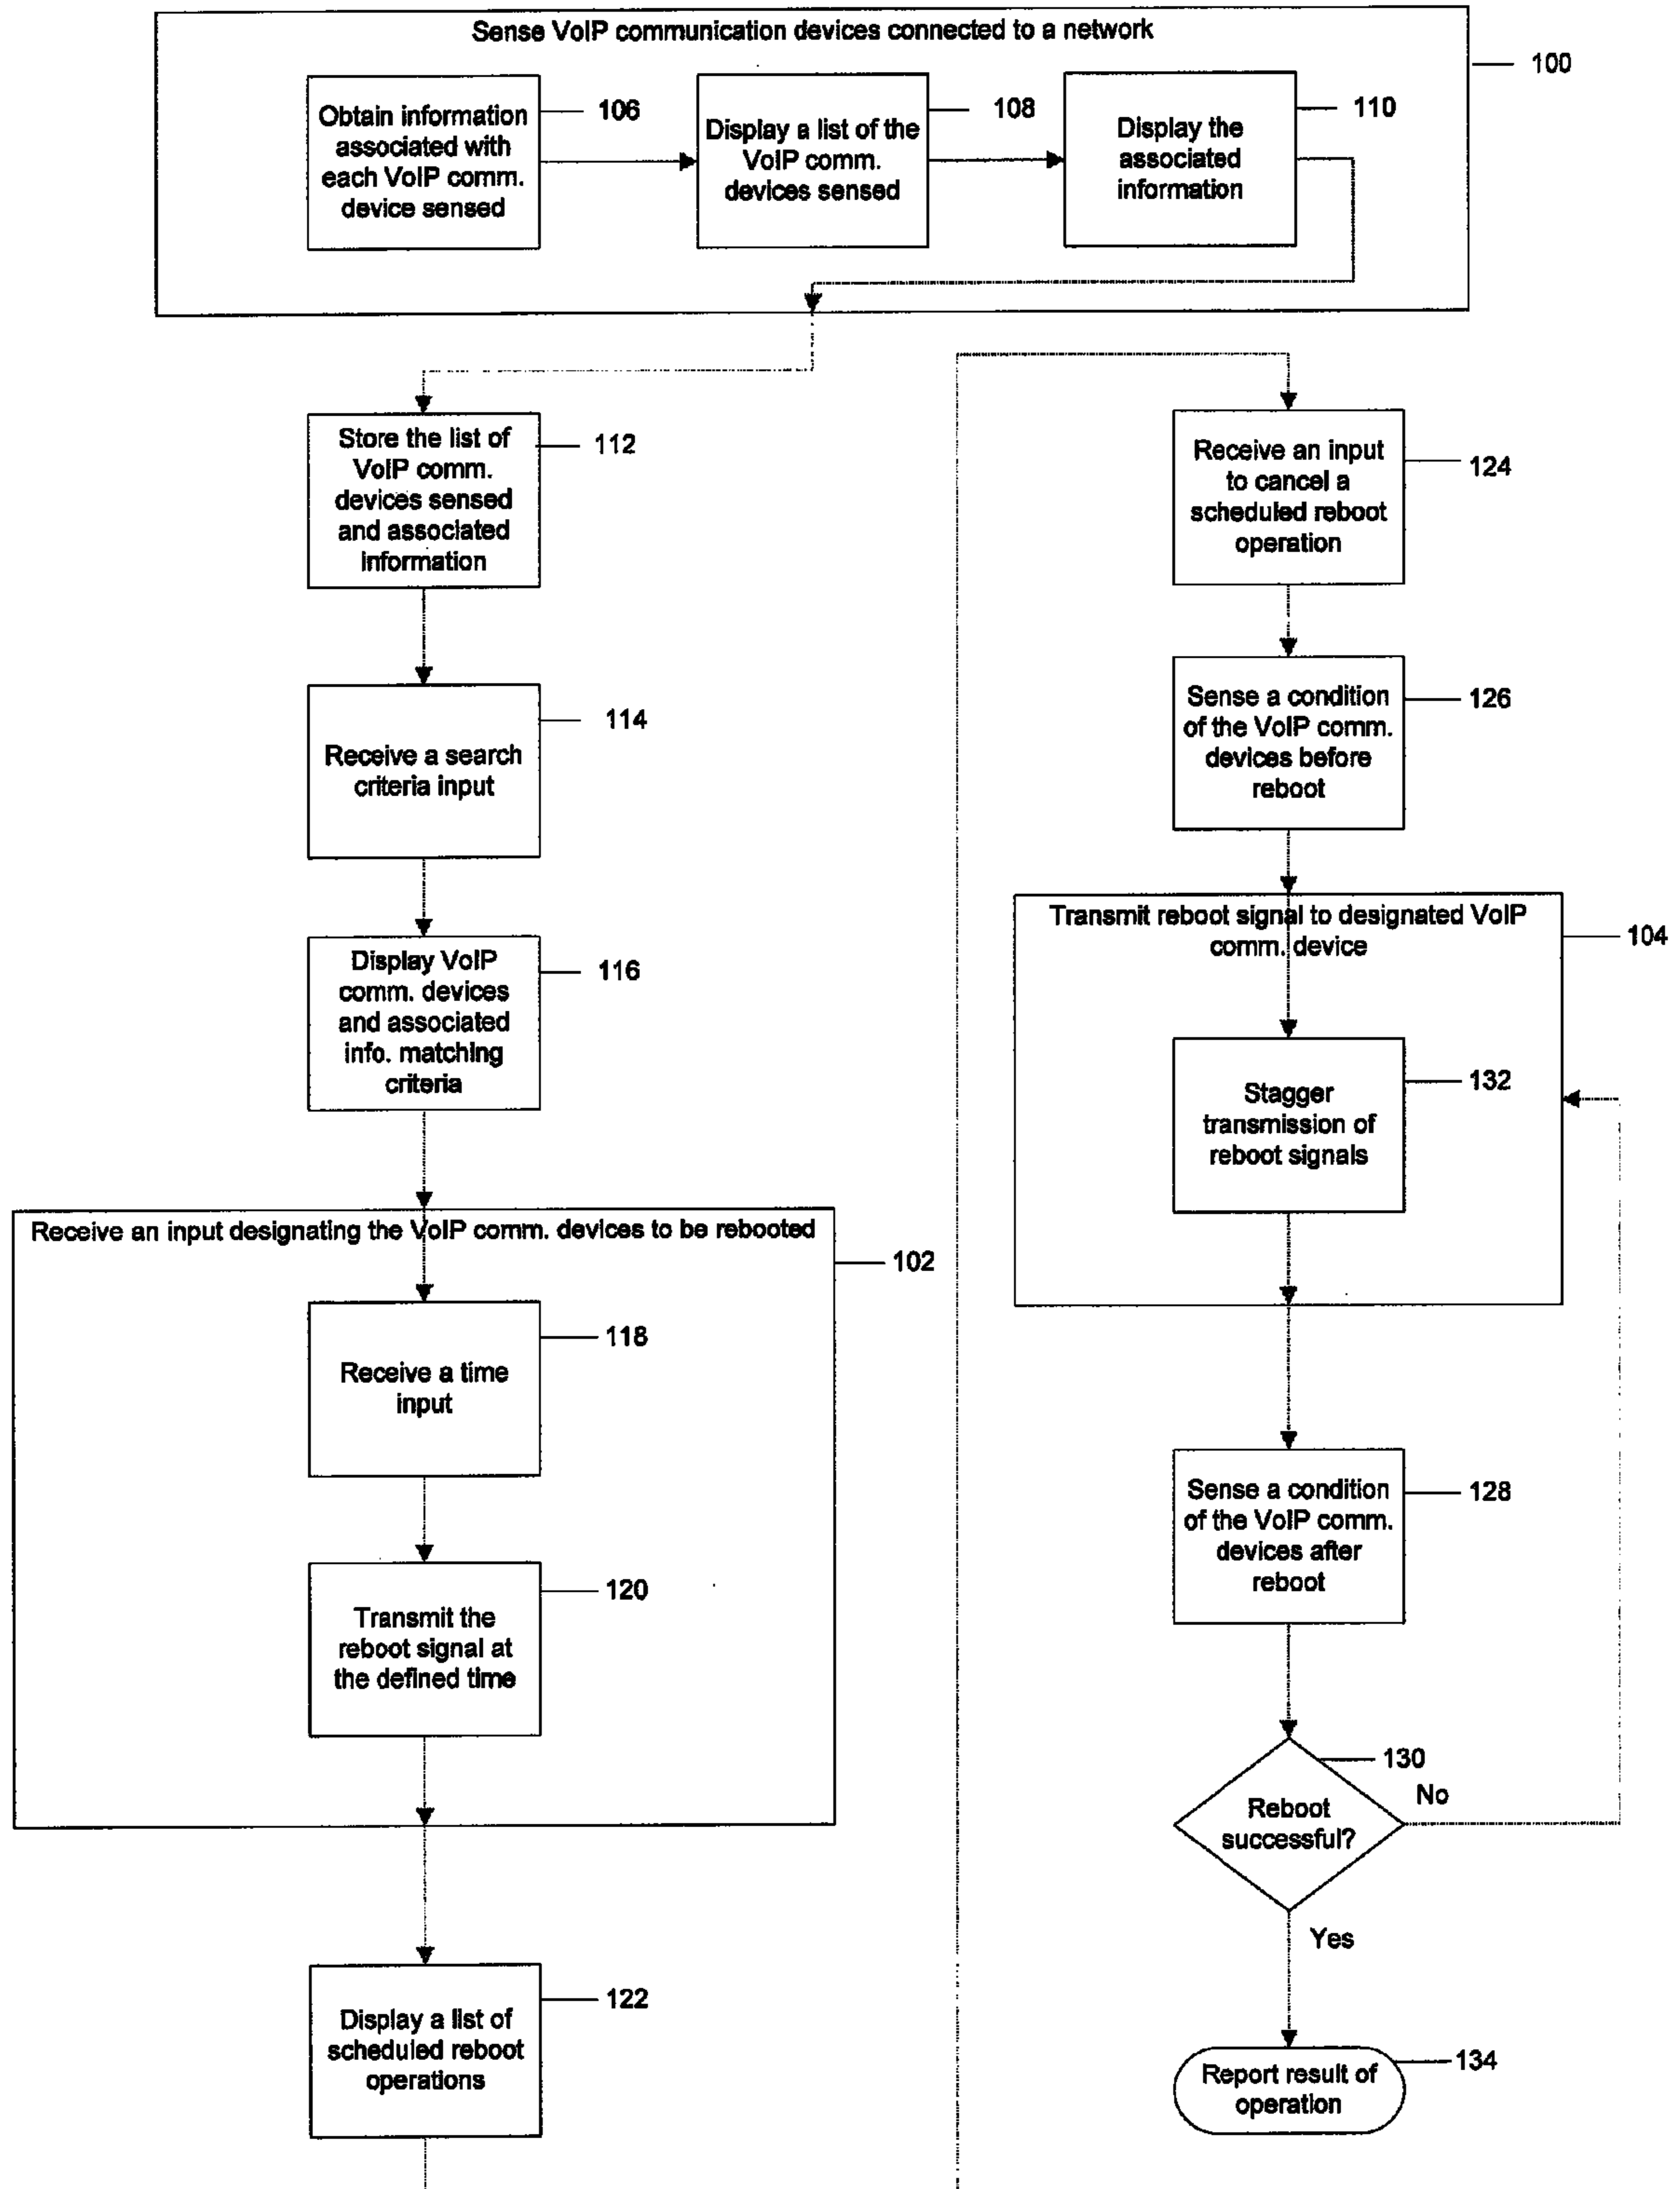 Sense VoIP communication devices connected to a network
100
Obtain information
associated with
each VoIP comm.
device sensed
106
Display a list of the
VoIP comm.
devices sensed
108
Display the
associated
information
110
Store the list of
VoIP comm.
devices sensed
and associated
information
112
Receive a search
criteria input
114
Display VoIP
comm. devices
and associated
info. matching
criteria
116
Receive an input designating the VoIP comm. devices to be rebooted
102
Receive a time
input
118
Transmit the
reboot signal at
the defined time
120
Display a list of
scheduled reboot
operations
122
Receive an input
to cancel a
scheduled reboot
operation
124
Sense a condition
of the VoIP comm.
devices before
reboot
126
Transmit reboot signal to designated VoIP
comm. device
104
Stagger
transmission of
reboot signals
132
Sense a condition
of the VoIP comm.
devices after
reboot
128
130
Reboot
successful?
No
Yes
Report result of
operation
134